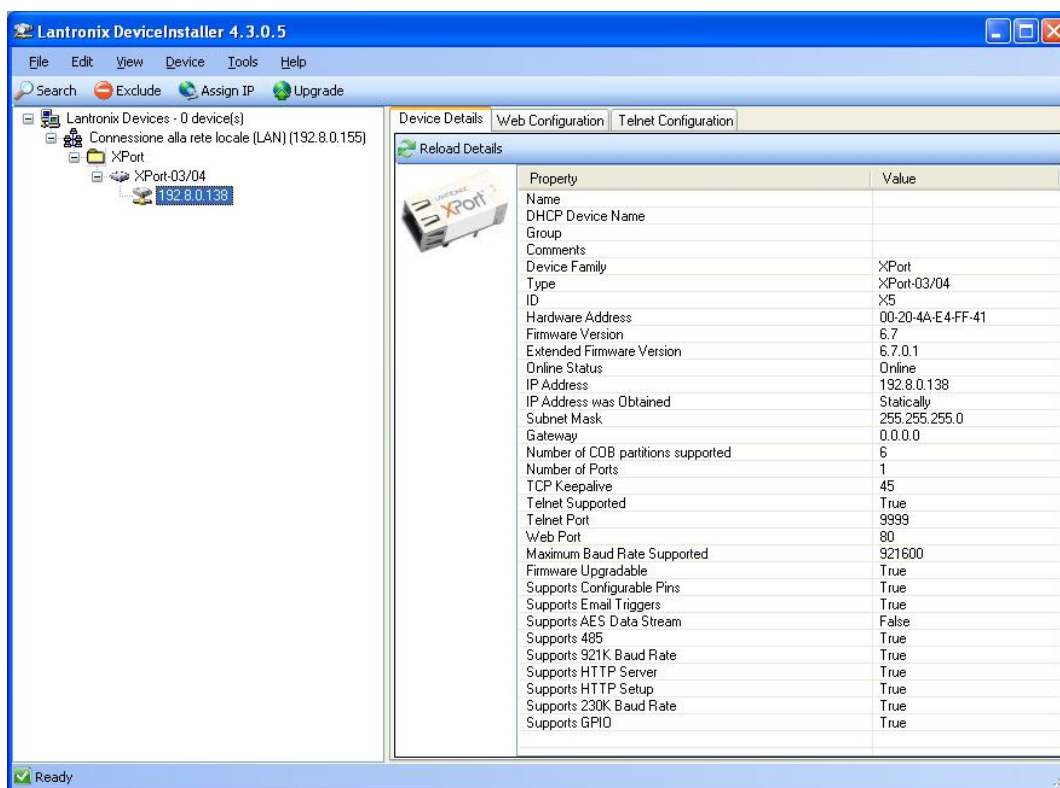 Lantronix DeviceInstaller 4.3.0.5
File Edit View Device Tools Help
Search Exclude Assign IP Upgrade
Lantronix Devices - 0 device(s)
Connessione alla rete locale (LAN) (192.8.0.155)
XPort
XPort-03/04
192.8.0.138
Device Details Web Configuration Telnet Configuration
Reload Details
LANTRONIX
XPort
Property Value
Name
DHCP Device Name
Group
Comments
Device Family XPort
Type XPort-03/04
ID X5
Hardware Address 00-20-4A-E4-FF-41
Firmware Version 6.7
Extended Firmware Version 6.7.0.1
Online Status Online
IP Address 192.8.0.138
IP Address was Obtained Statically
Subnet Mask 255.255.255.0
Gateway 0.0.0.0
Number of COB partitions supported 6
Number of Ports 1
TCP Keepalive 45
Telnet Supported True
Telnet Port 9999
Web Port 80
Maximum Baud Rate Supported 921600
Firmware Upgradable True
Supports Configurable Pins True
Supports Email Triggers True
Supports AES Data Stream False
Supports 485 True
Supports 921K Baud Rate True
Supports HTTP Server True
Supports HTTP Setup True
Supports 230K Baud Rate True
Supports GPIO True
Ready